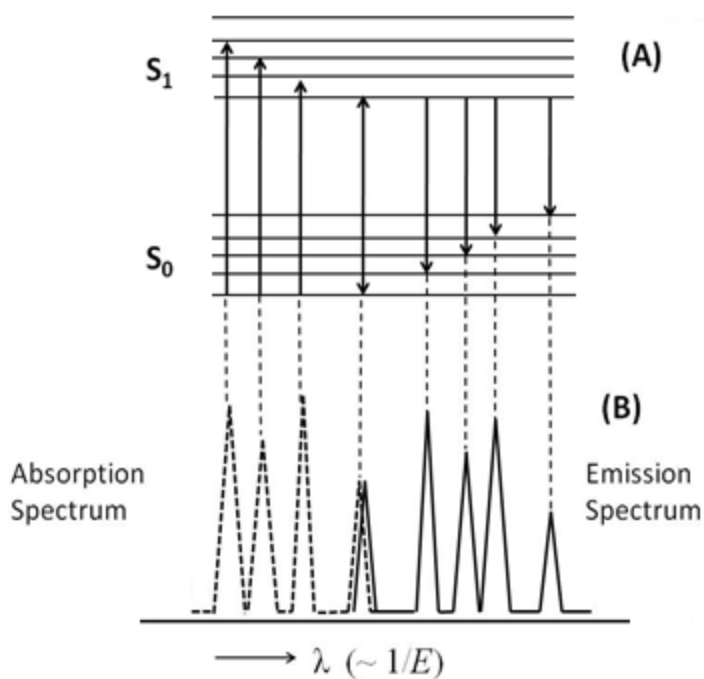 (A)
S₁
S₀
(B)
Absorption
Spectrum
Emission
Spectrum
λ (~ 1/E)